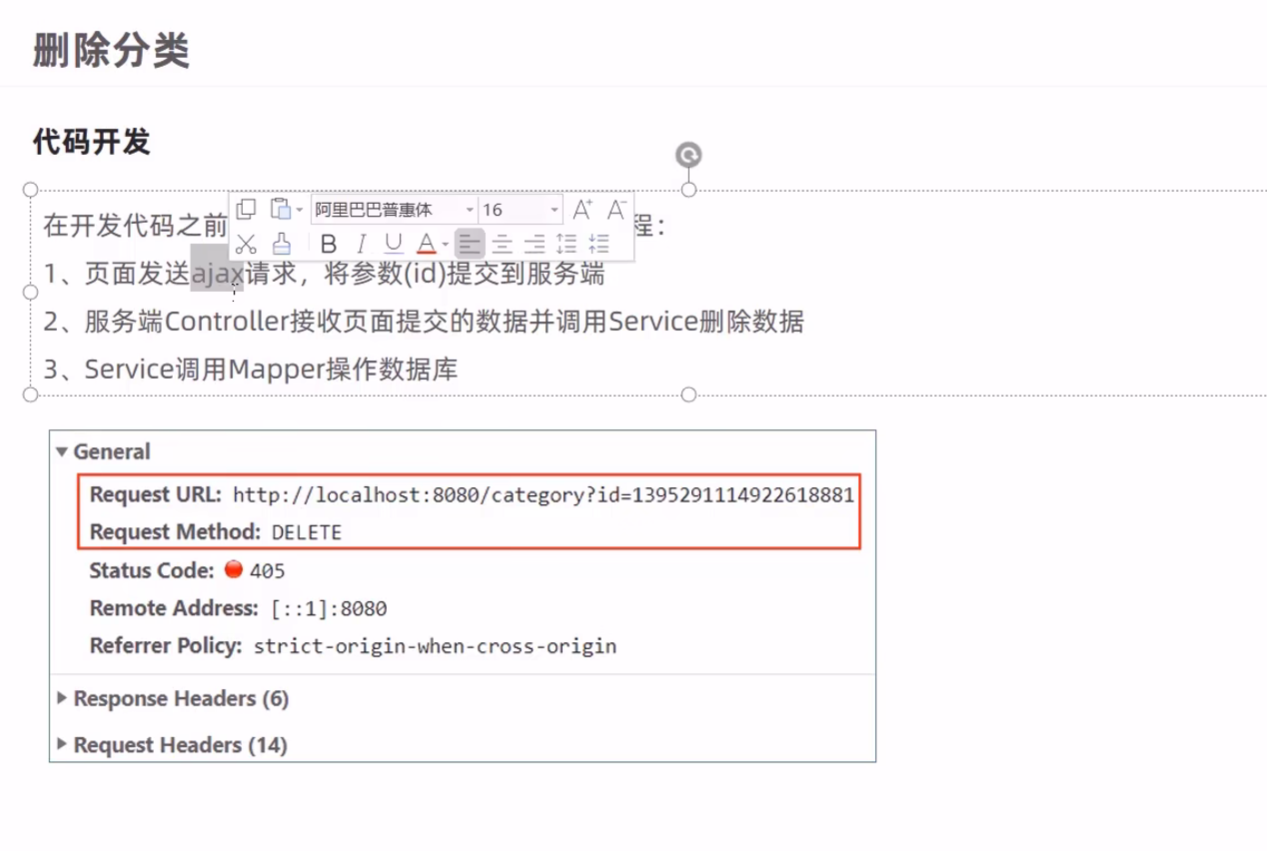 删除分类
代码开发
在开发代码之前
程：
阿里巴巴普惠体 16 A+ A-
B I U A
1、页面发送ajax请求，将参数(id)提交到服务端
2、服务端Controller接收页面提交的数据并调用Service删除数据
3、Service调用Mapper操作数据库
General
Request URL: http://localhost:8080/category?id=1395291114922618881
Request Method: DELETE
Status Code: 405
Remote Address: [::1]:8080
Referrer Policy: strict-origin-when-cross-origin
Response Headers (6)
Request Headers (14)